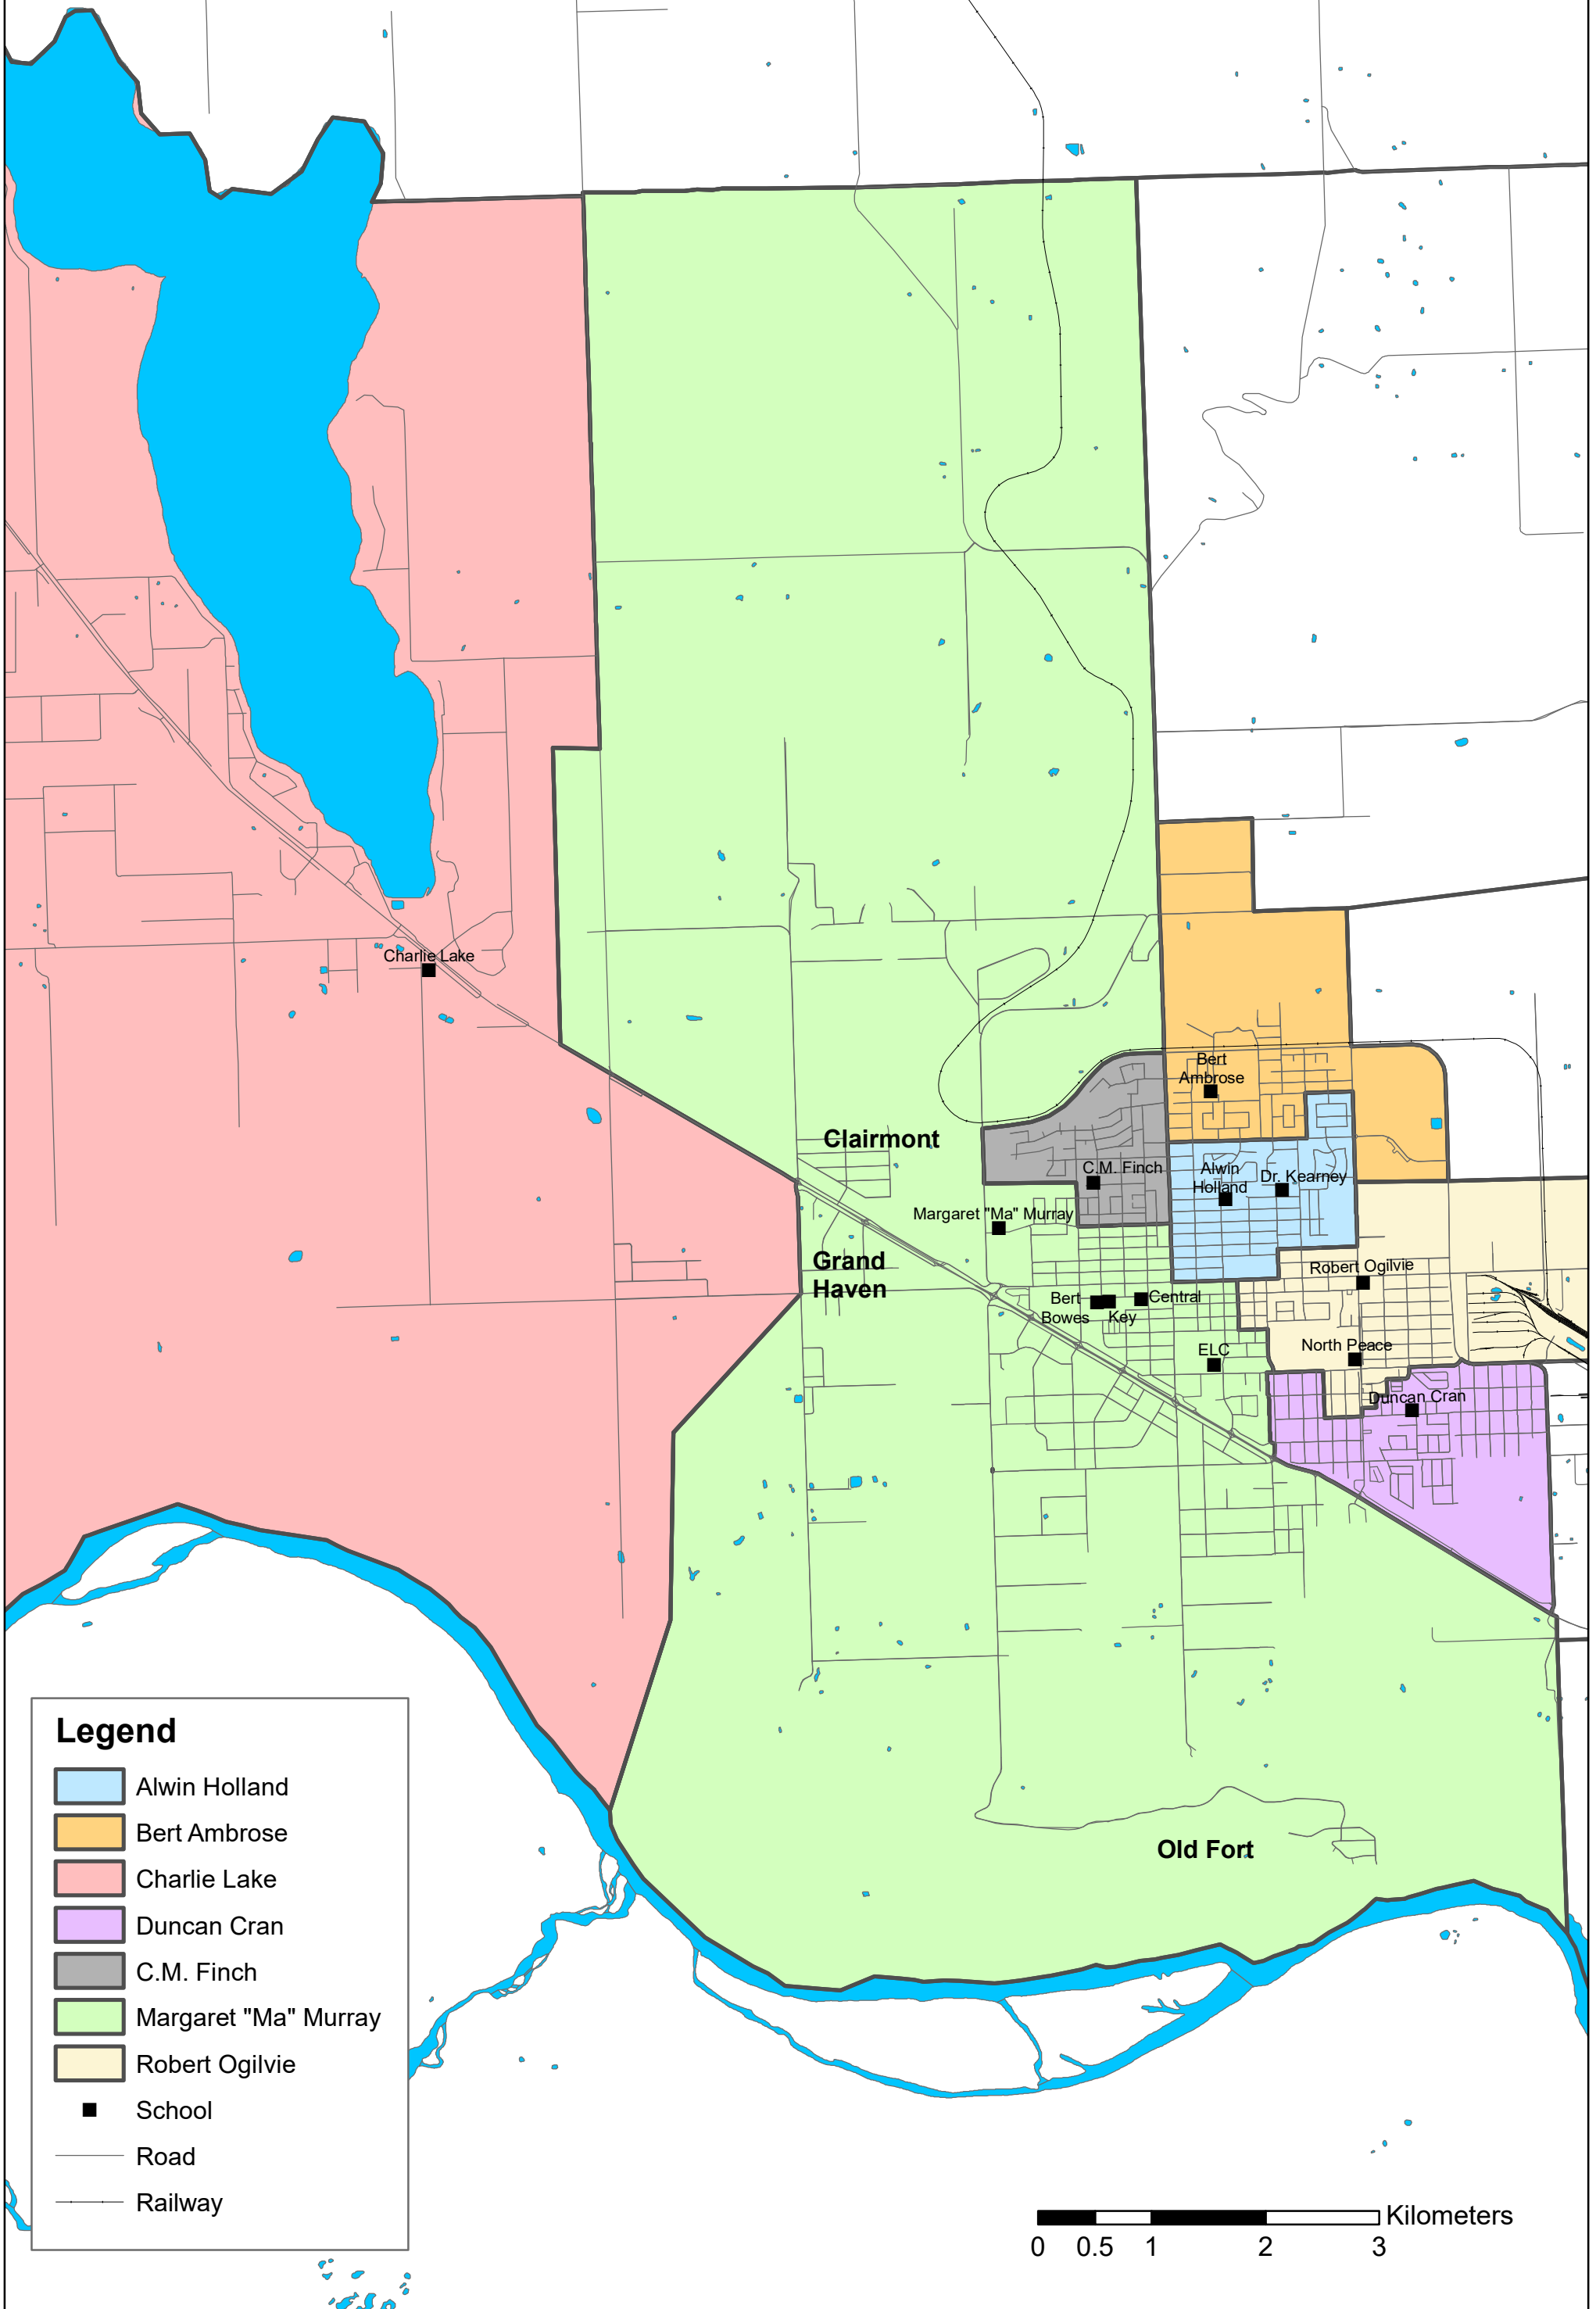 Charlie Lake
Bert
Ambrose
Clairmont
C.M. Finch
Alwin
Holland
Dr. Kearney
Margaret "Ma" Murray
Grand
Haven
Robert Ogilvie
Bert
Bowes
Key
Central
North Peace
ELC
Duncan Cran
Old Fort
Legend
Alwin Holland
Bert Ambrose
Charlie Lake
Duncan Cran
C.M. Finch
Margaret "Ma" Murray
Robert Ogilvie
School
Road
Railway
Kilometers
0 0.5 1 2 3